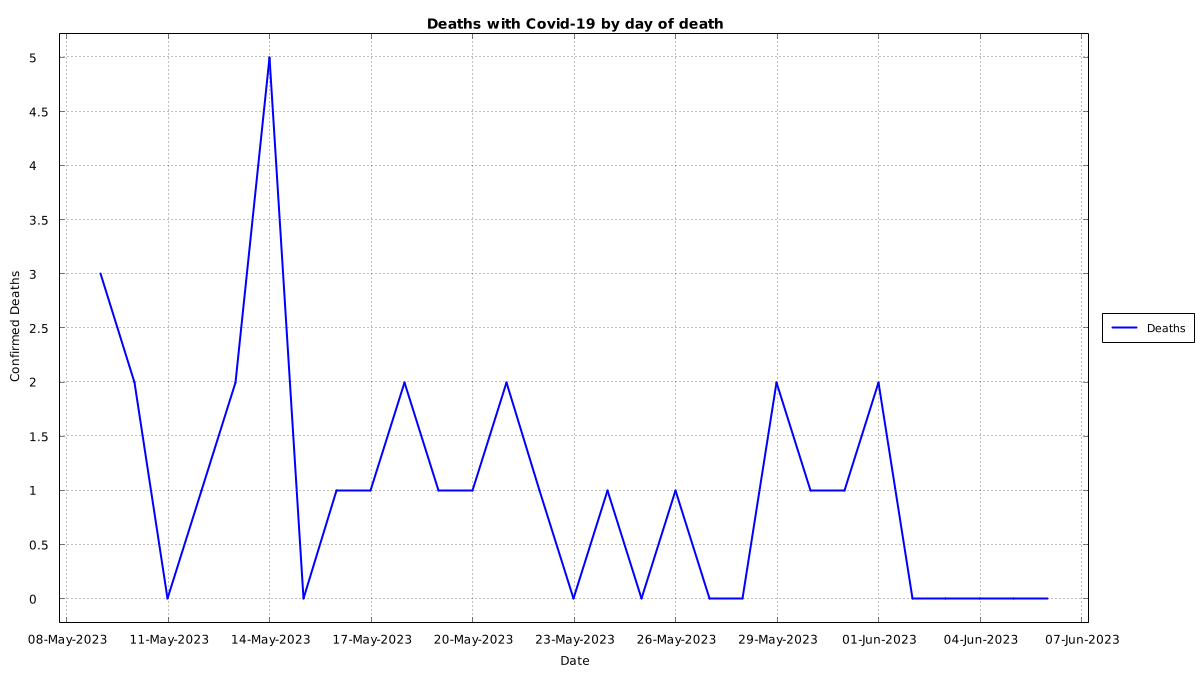 Deaths with Covid-19 by day of death
5
4.5
4
3.5
3
2.5
2
1.5
1
0.5
0
Confirmed Deaths
08-May-2023 11-May-2023 14-May-2023 17-May-2023 20-May-2023 23-May-2023 26-May-2023 29-May-2023 01-Jun-2023 04-Jun-2023 07-Jun-2023
Date
Deaths